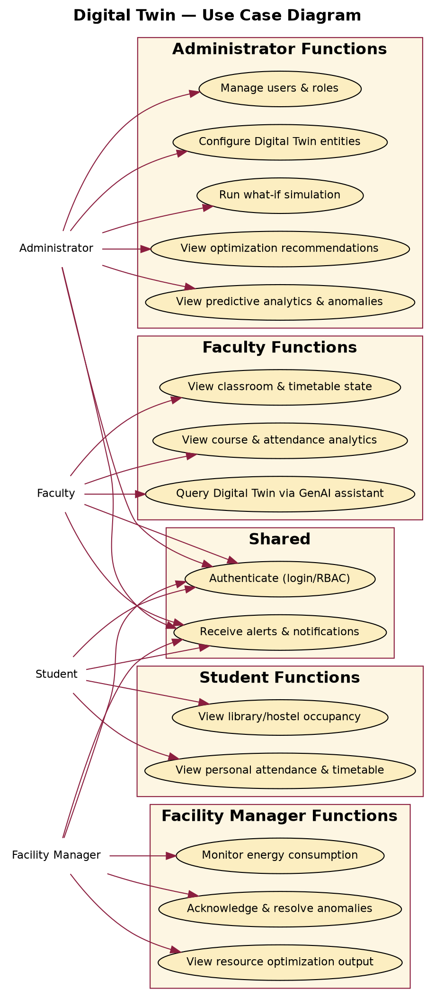 Digital Twin — Use Case Diagram
Administrator Functions
Manage users & roles
Configure Digital Twin entities
Run what-if simulation
Administrator
View optimization recommendations
View predictive analytics & anomalies
Faculty Functions
View classroom & timetable state
View course & attendance analytics
Faculty
Query Digital Twin via GenAI assistant
Shared
Authenticate (login/RBAC)
Receive alerts & notifications
Student
Student Functions
View library/hostel occupancy
View personal attendance & timetable
Facility Manager Functions
Facility Manager
Monitor energy consumption
Acknowledge & resolve anomalies
View resource optimization output